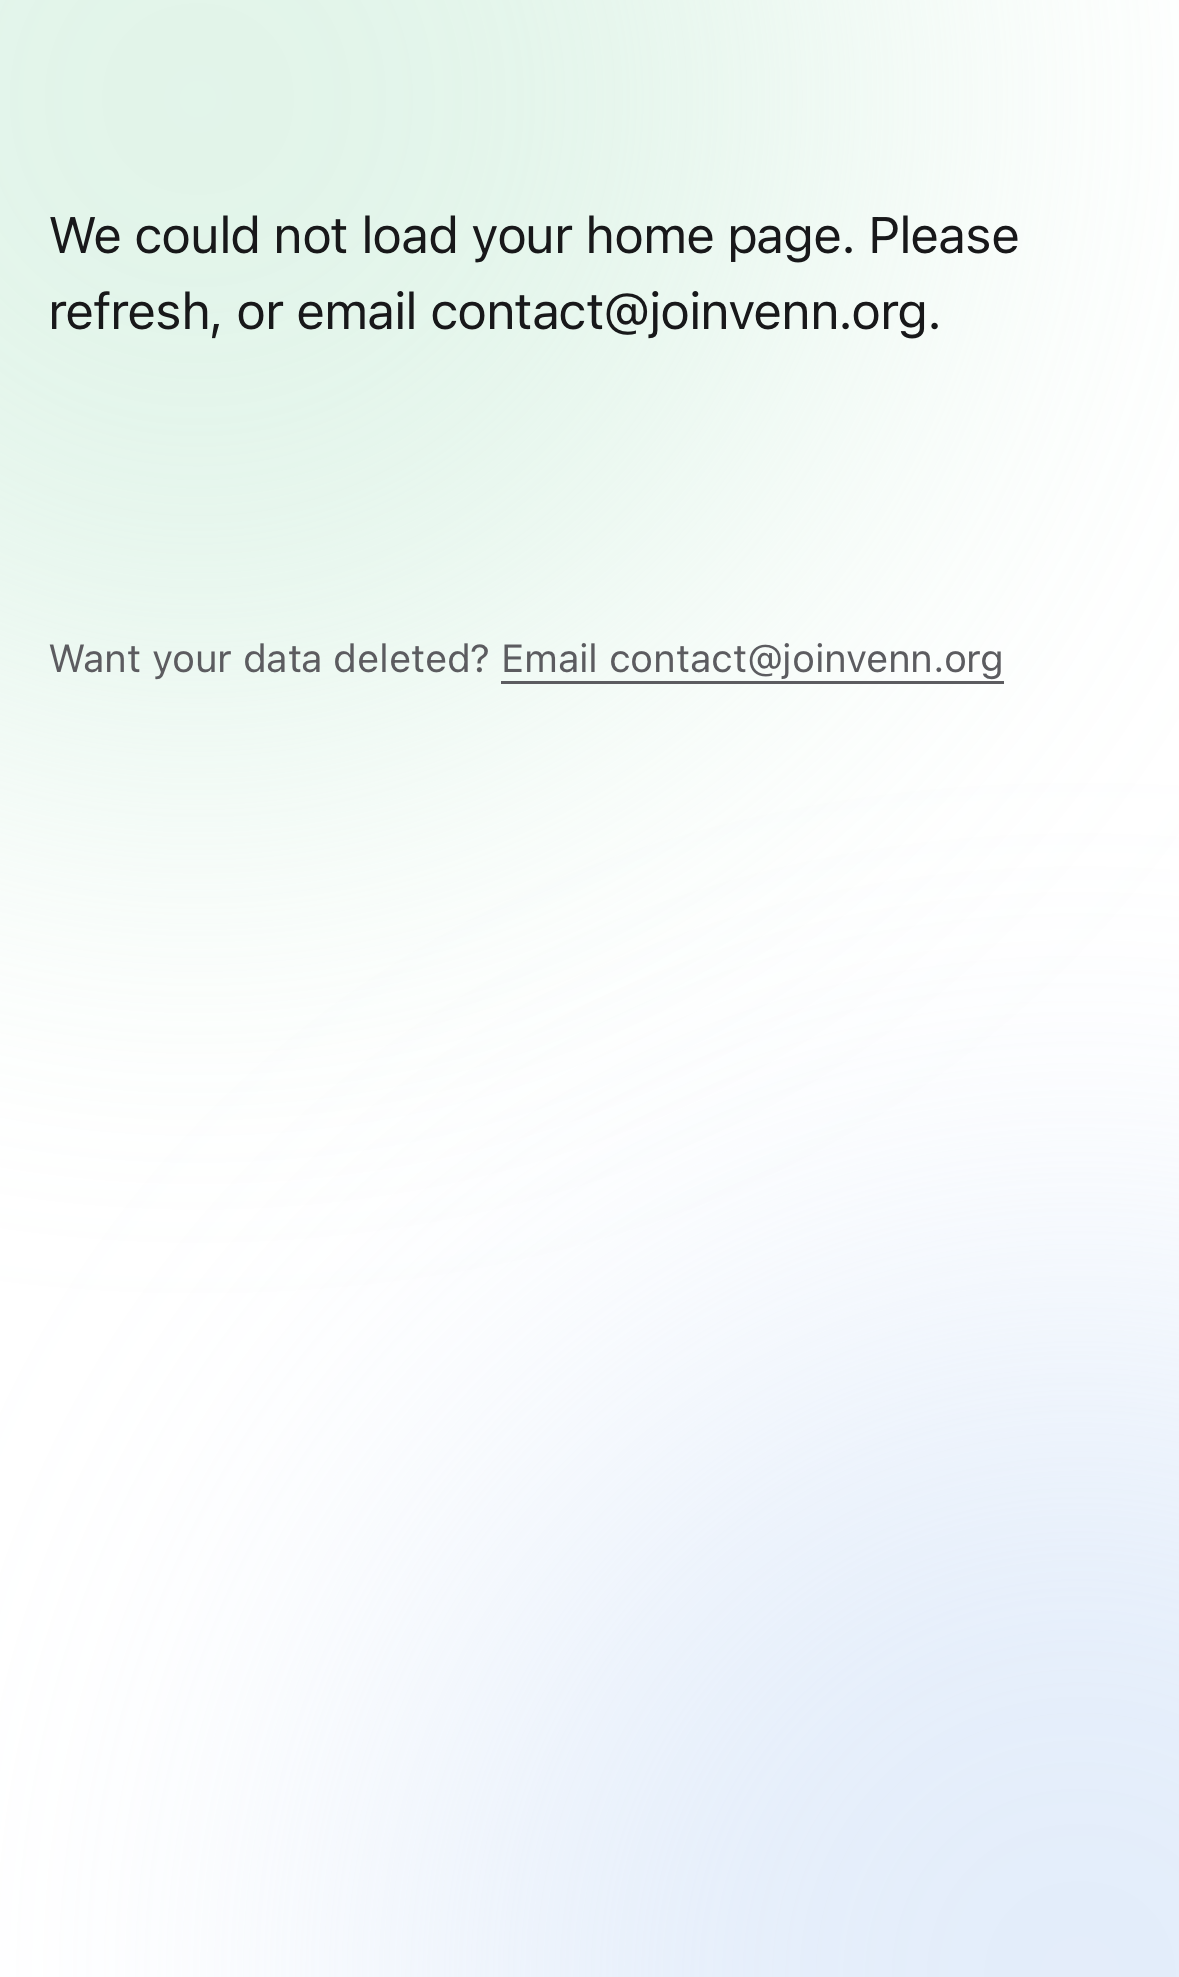 We could not load your home page. Please
refresh, or email contact@joinvenn.org.
Want your data deleted? Email contact@joinvenn.org